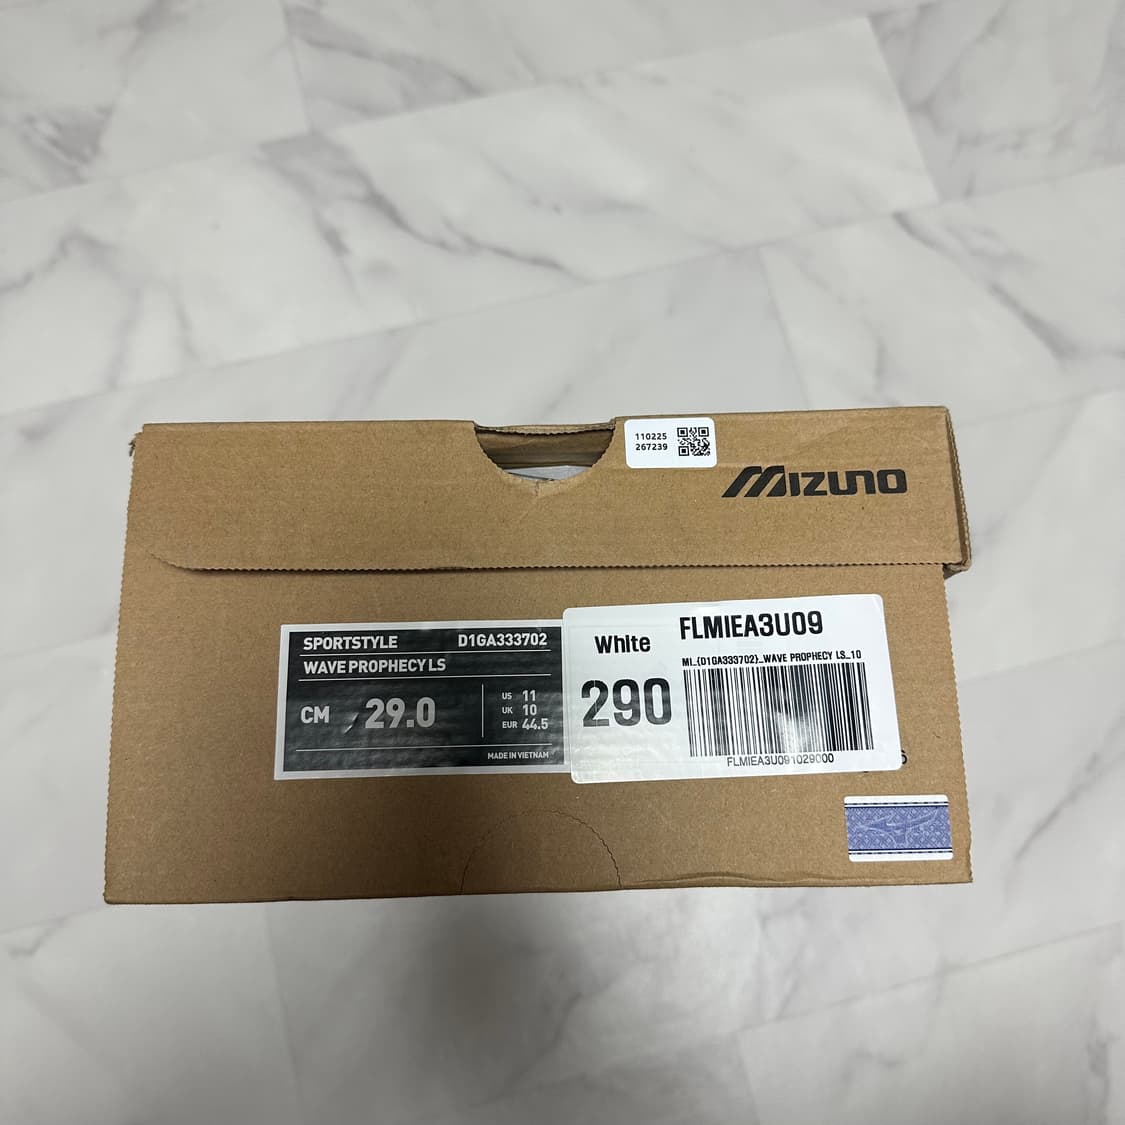 110225
267239
MIZUNO
SPORTSTYLE D1GA333702
WAVE PROPHECY LS
CM 29.0
US 11
UK 10
EUR 44.5
MADE IN VIETNAM
White FLMIEA3U09
MI_(D1GA333702)_WAVE PROPHECY LS_10
290
FLMIEA3U091029000
6